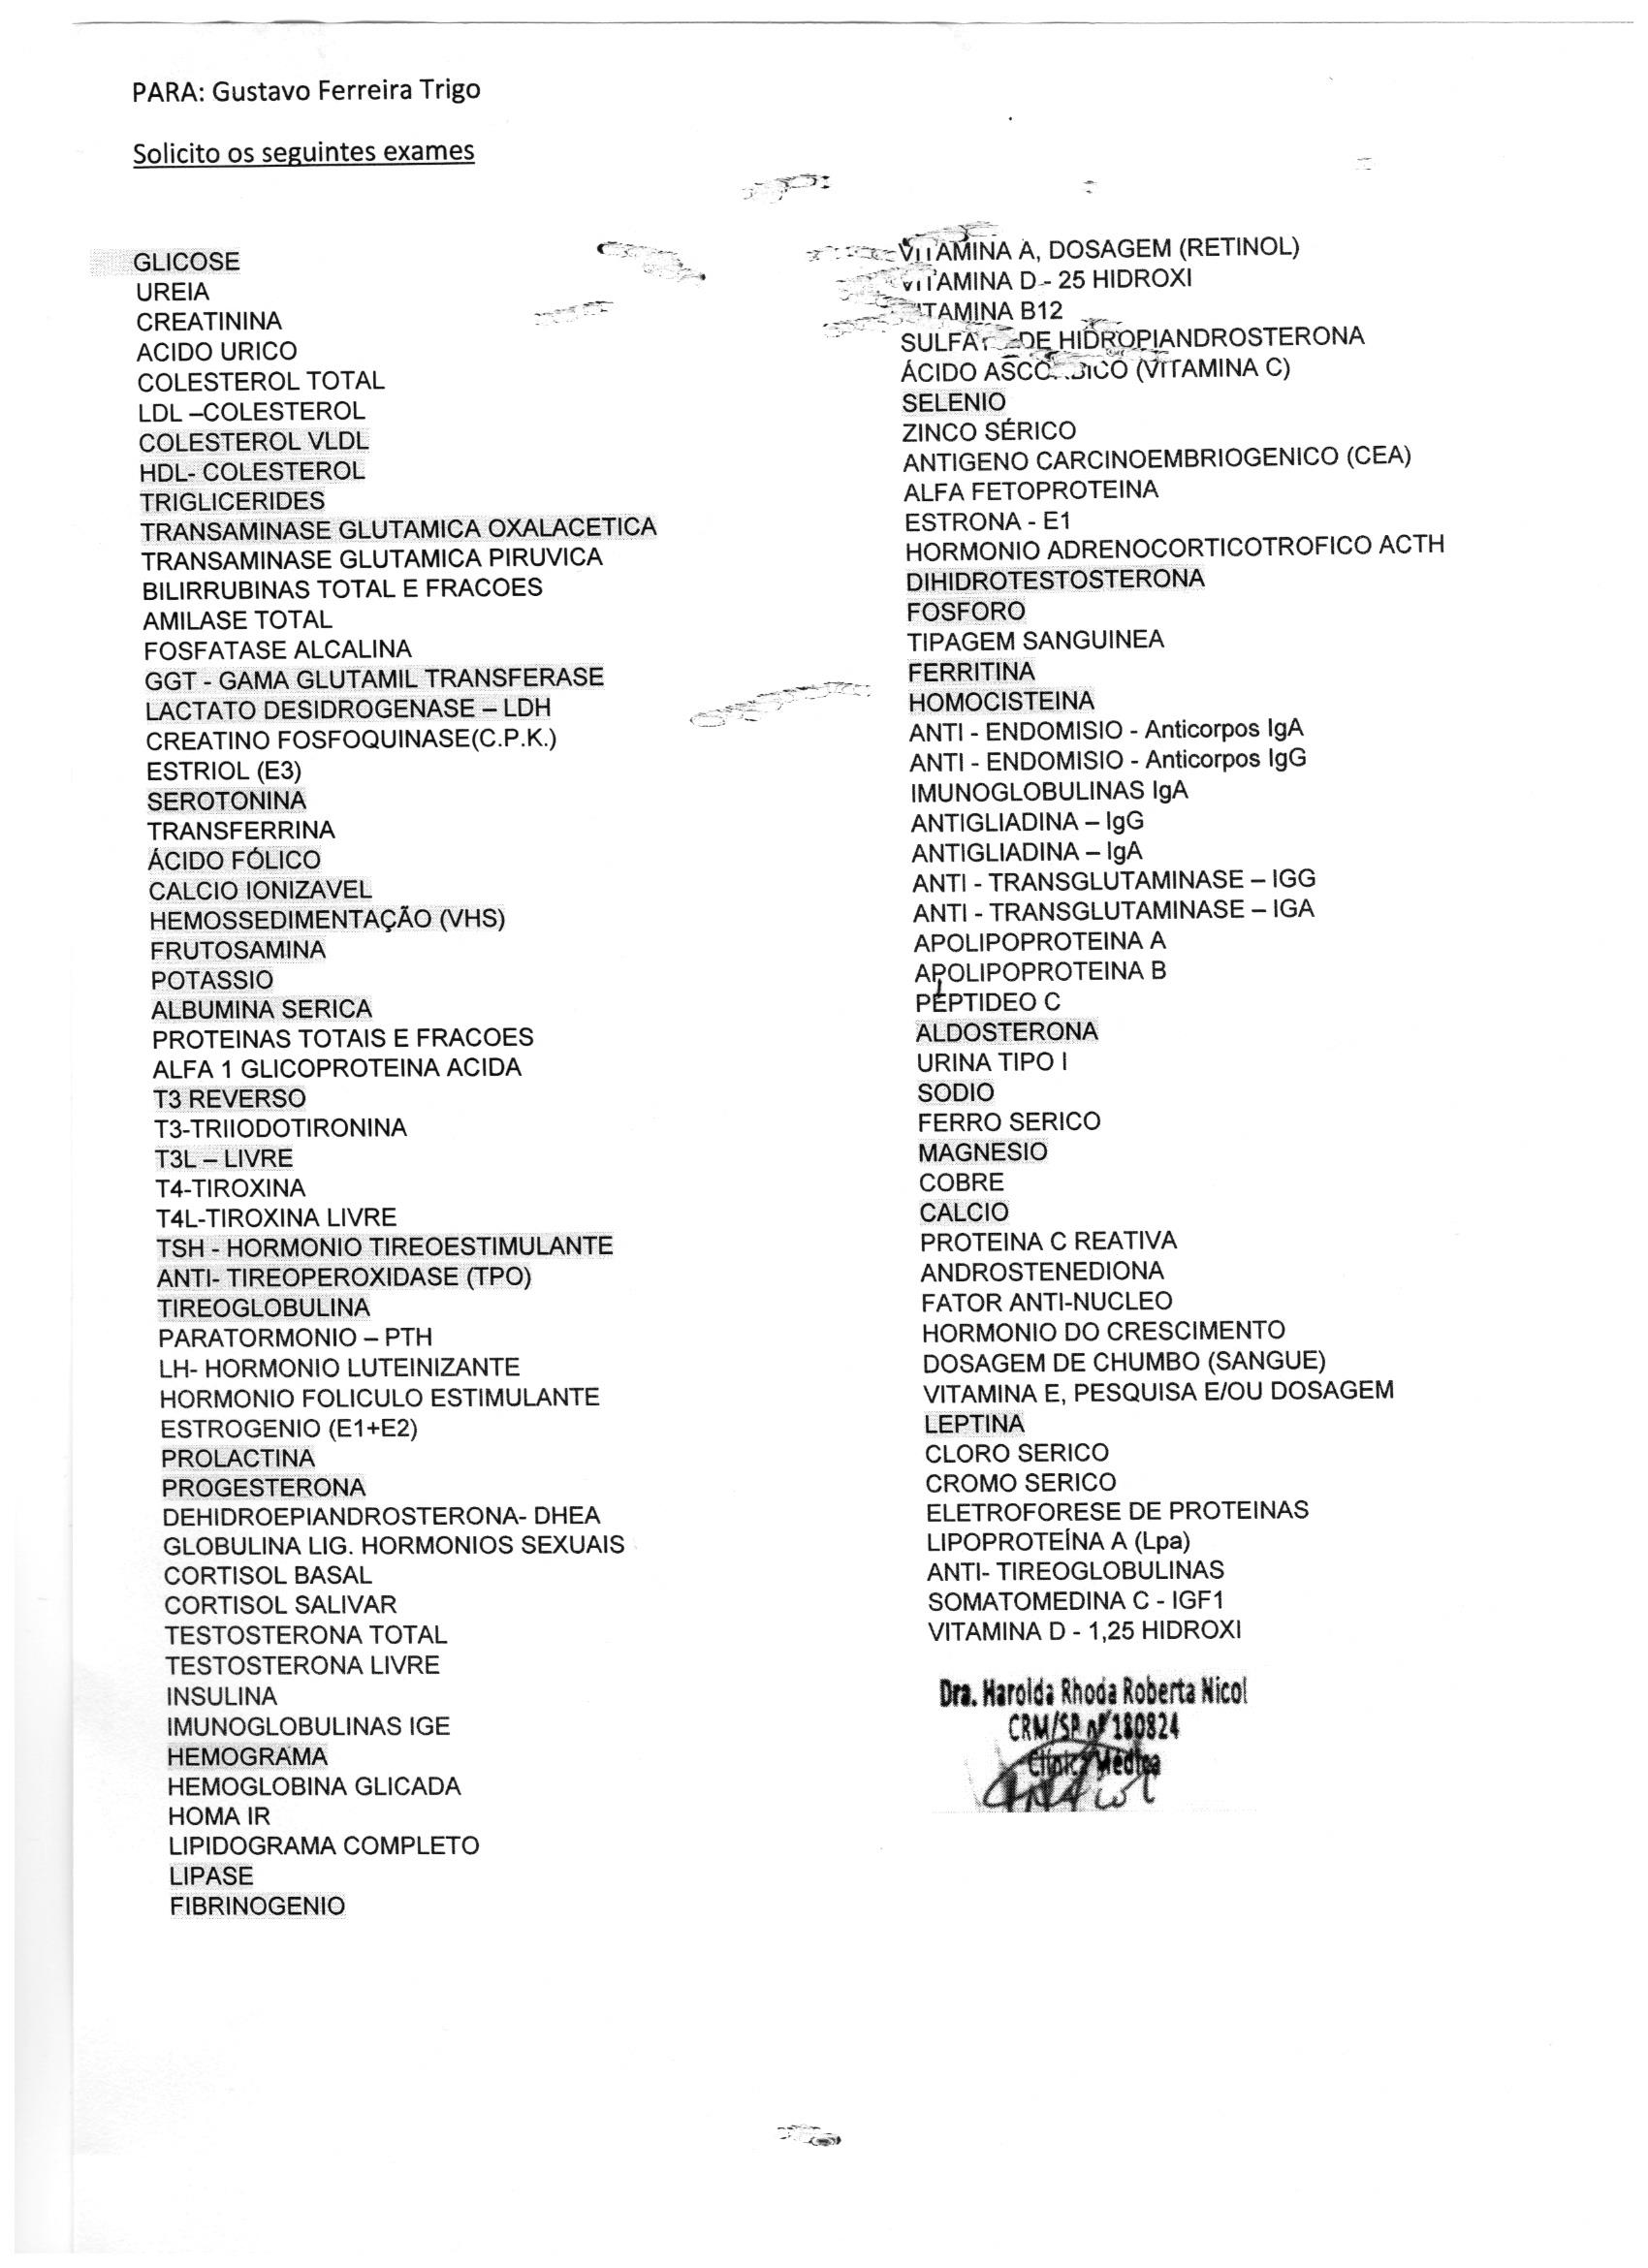 PARA: Gustavo Ferreira Trigo
Solicito os seguintes exames
GLICOSE
UREIA
CREATININA
ACIDO URICO
COLESTEROL TOTAL
LDL –COLESTEROL
COLESTEROL VLDL
HDL- COLESTEROL
TRIGLICERIDES
TRANSAMINASE GLUTAMICA OXALACETICA
TRANSAMINASE GLUTAMICA PIRUVICA
BILIRRUBINAS TOTAL E FRACOES
AMILASE TOTAL
FOSFATASE ALCALINA
GGT - GAMA GLUTAMIL TRANSFERASE
LACTATO DESIDROGENASE – LDH
CREATINO FOSFOQUINASE(C.P.K.)
ESTRIOL (E3)
SEROTONINA
TRANSFERRINA
ÁCIDO FÓLICO
CALCIO IONIZAVEL
HEMOSSEDIMENTAÇÃO (VHS)
FRUTOSAMINA
POTASSIO
ALBUMINA SERICA
PROTEINAS TOTAIS E FRACOES
ALFA 1 GLICOPROTEINA ACIDA
T3 REVERSO
T3-TRIIODOTIRONINA
T3L – LIVRE
T4-TIROXINA
T4L-TIROXINA LIVRE
TSH - HORMONIO TIREOESTIMULANTE
ANTI- TIREOPEROXIDASE (TPO)
TIREOGLOBULINA
PARATORMONIO – PTH
LH- HORMONIO LUTEINIZANTE
HORMONIO FOLICULO ESTIMULANTE
ESTROGENIO (E1+E2)
PROLACTINA
PROGESTERONA
DEHIDROEPIANDROSTERONA- DHEA
GLOBULINA LIG. HORMONIOS SEXUAIS
CORTISOL BASAL
CORTISOL SALIVAR
TESTOSTERONA TOTAL
TESTOSTERONA LIVRE
INSULINA
IMUNOGLOBULINAS IGE
HEMOGRAMA
HEMOGLOBINA GLICADA
HOMA IR
LIPIDOGRAMA COMPLETO
LIPASE
FIBRINOGENIO
VITAMINA A, DOSAGEM (RETINOL)
VITAMINA D - 25 HIDROXI
VITAMINA B12
DE HIDROPIANDROSTERONA
ÁCIDO ASCORBICO (VITAMINA C)
SELENIO
ZINCO SÉRICO
ANTIGENO CARCINOEMBRIOGENICO (CEA)
ALFA FETOPROTEINA
ESTRONA - E1
HORMONIO ADRENOCORTICOTROFICO ACTH
DIHIDROTESTOSTERONA
FOSFORO
TIPAGEM SANGUINEA
FERRITINA
HOMOCISTEINA
ANTI - ENDOMISIO - Anticorpos IgA
ANTI - ENDOMISIO - Anticorpos IgG
IMUNOGLOBULINAS IgA
ANTIGLIADINA – IgG
ANTIGLIADINA – IgA
ANTI - TRANSGLUTAMINASE – IGG
ANTI - TRANSGLUTAMINASE – IGA
APOLIPOPROTEINA A
APOLIPOPROTEINA B
PEPTIDEO C
ALDOSTERONA
URINA TIPO I
SODIO
FERRO SERICO
MAGNESIO
COBRE
CALCIO
PROTEINA C REATIVA
ANDROSTENEDIONA
FATOR ANTI-NUCLEO
HORMONIO DO CRESCIMENTO
DOSAGEM DE CHUMBO (SANGUE)
VITAMINA E, PESQUISA E/OU DOSAGEM
LEPTINA
CLORO SERICO
CROMO SERICO
ELETROFORESE DE PROTEINAS
LIPOPROTEÍNA A (Lpa)
ANTI- TIREOGLOBULINAS
SOMATOMEDINA C - IGF1
VITAMINA D - 1,25 HIDROXI
Dra. Harolda Rhoda Roberta Nicol
CRM/SP Nº 180824
Clínica Médica